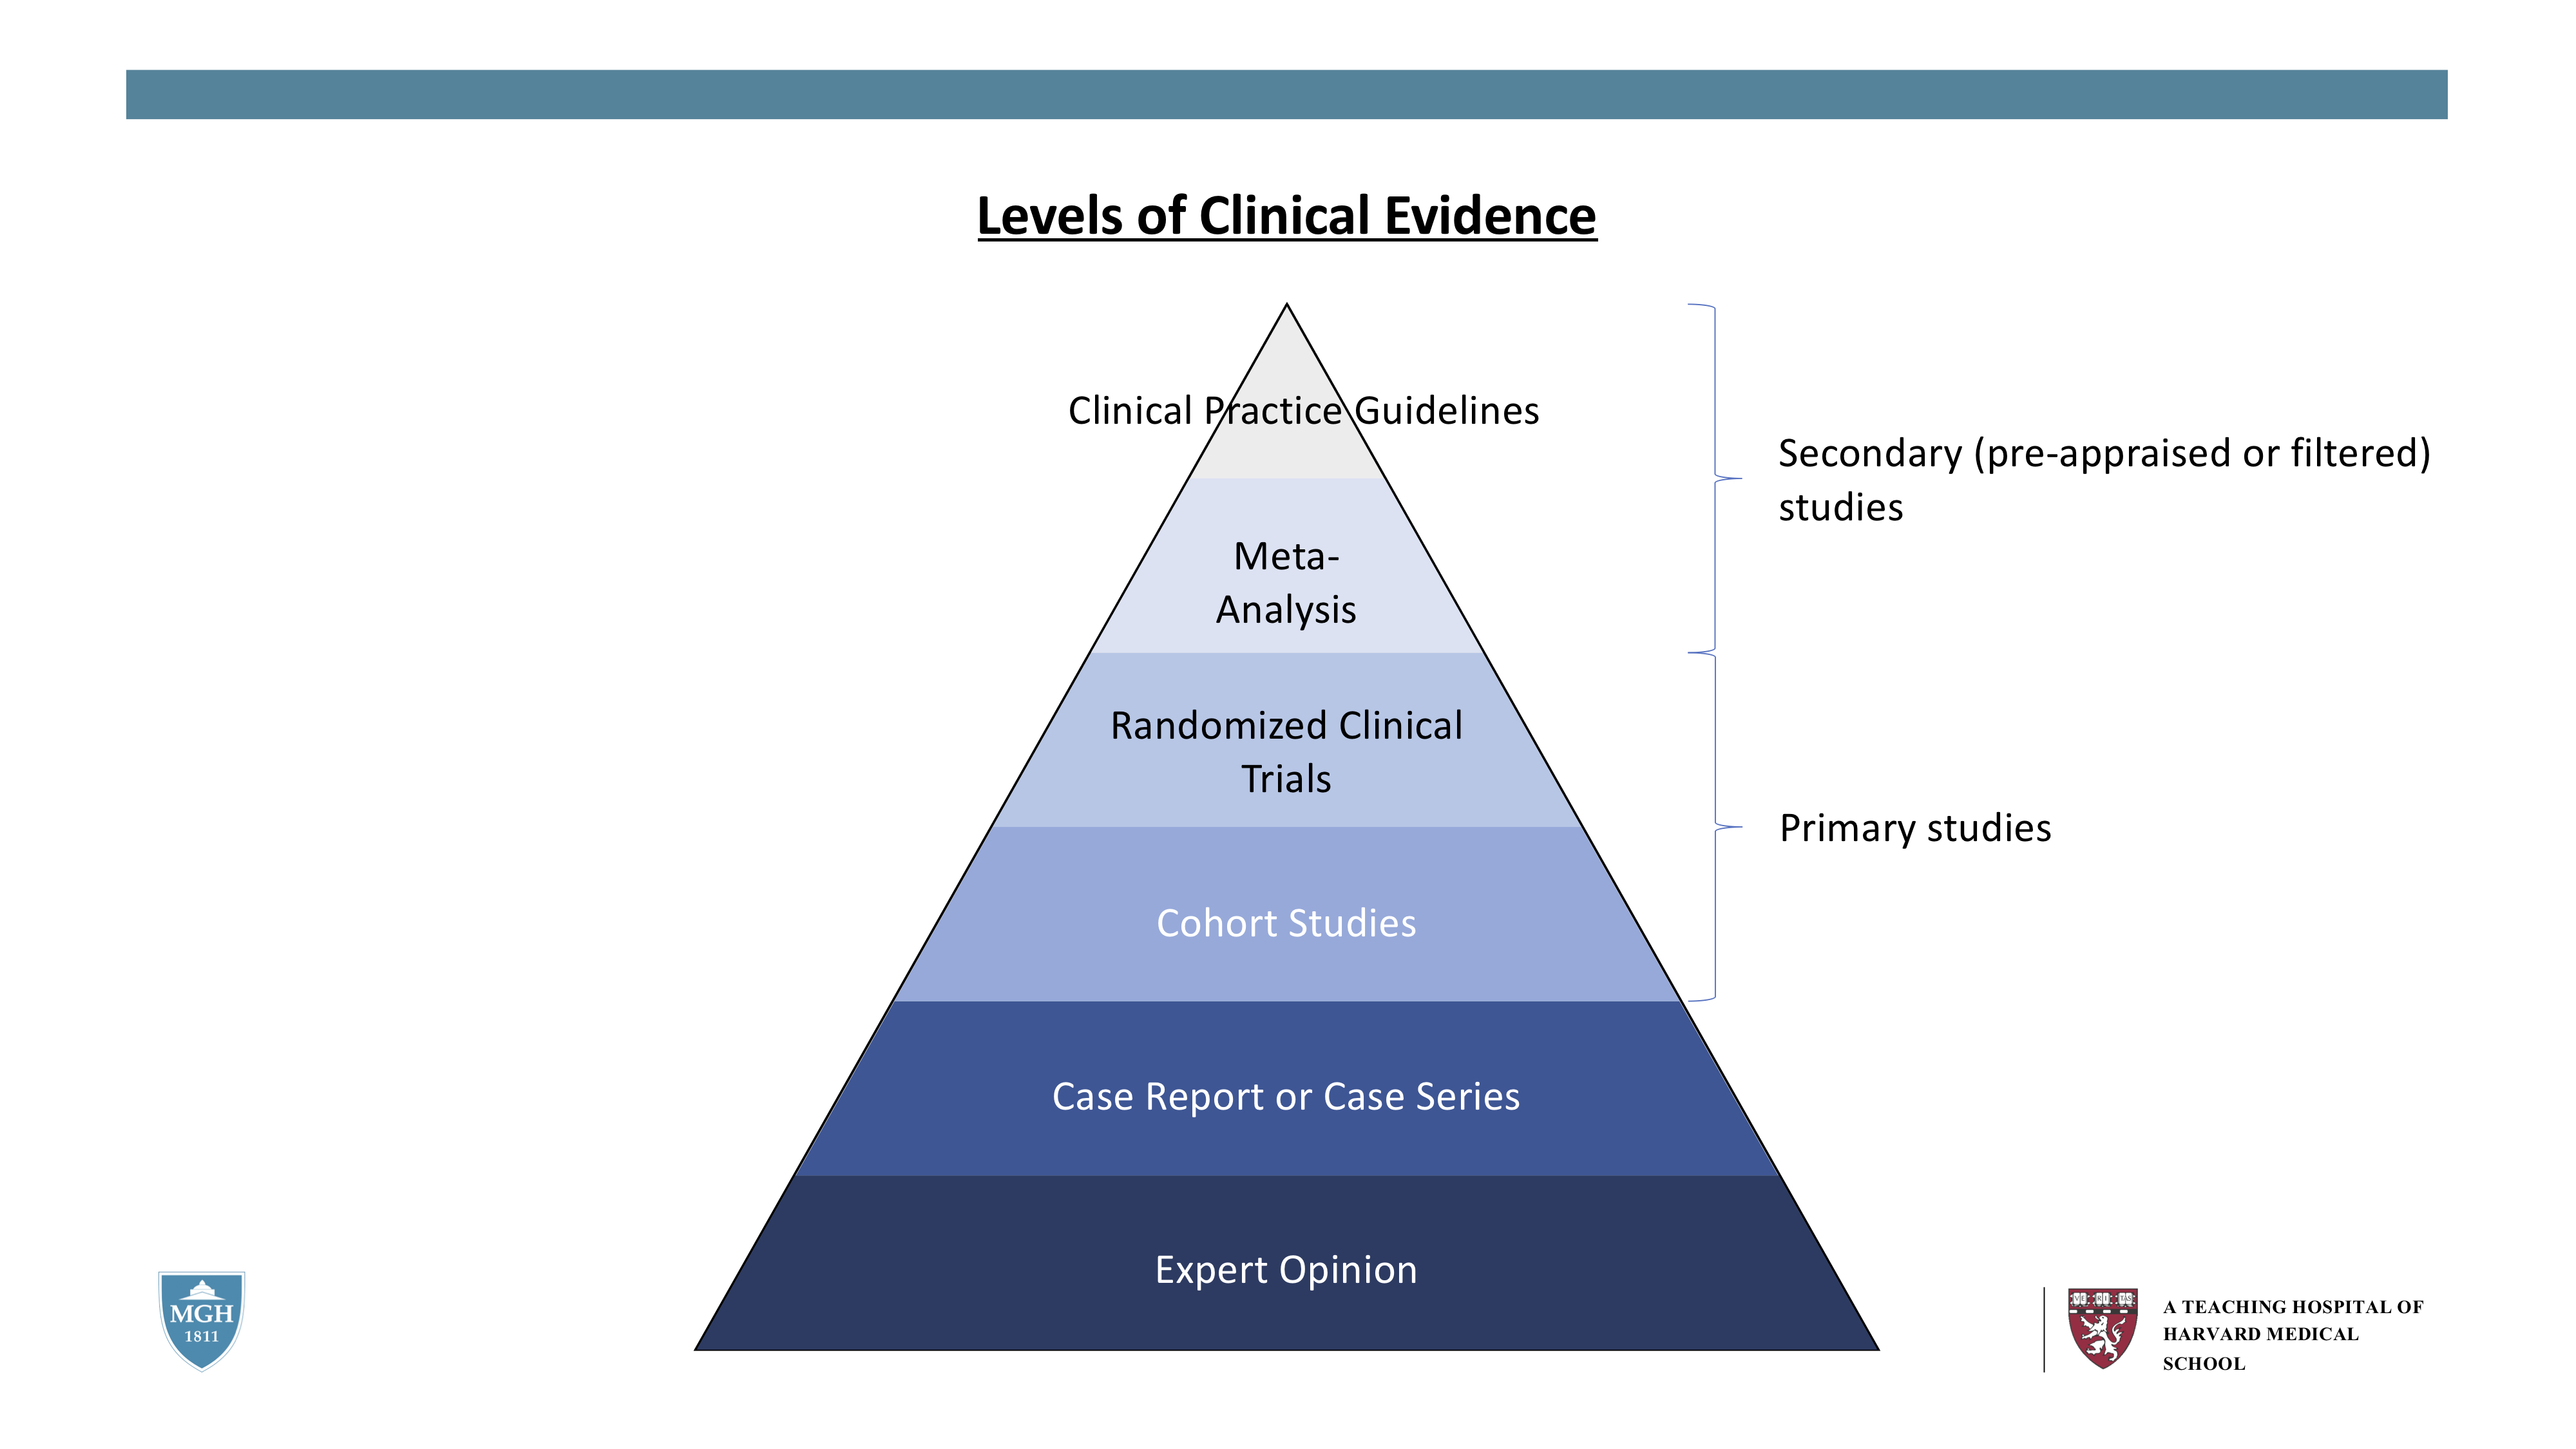 Levels of Clinical Evidence
Clinical Practice Guidelines
Secondary (pre-appraised or filtered)
studies
Meta-
Analysis
Randomized Clinical
Trials
Primary studies
Cohort Studies
Case Report or Case Series
Expert Opinion
MGH
1811
VE RI TAS
A TEACHING HOSPITAL OF
HARVARD MEDICAL
SCHOOL